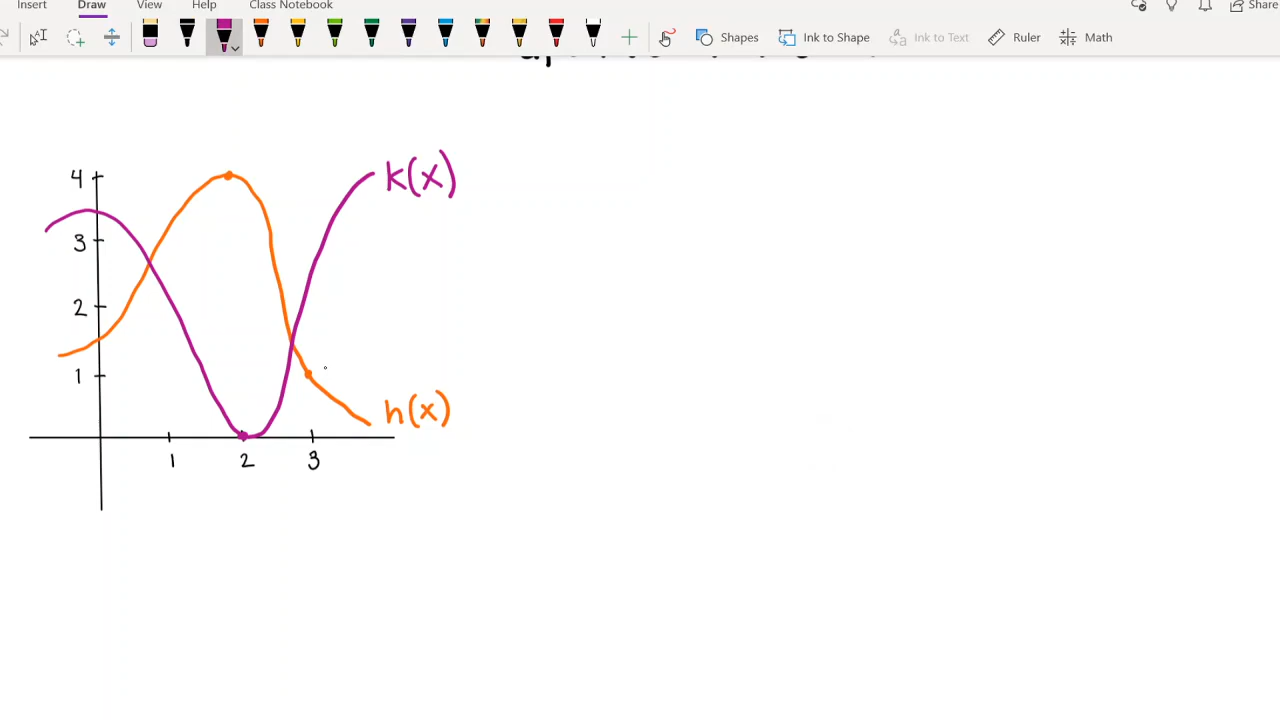 Insert Draw View Help Class Notebook
Share
Shapes Ink to Shape Ink to Text Ruler Math
4
k(x)
3
2
1
h(x)
1 2 3